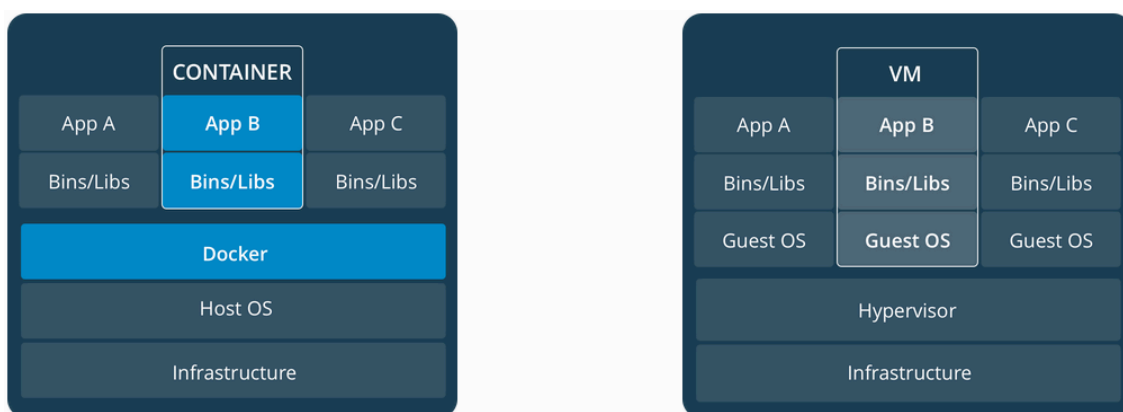 CONTAINER
App A App B App C
Bins/Libs Bins/Libs Bins/Libs
Docker
Host OS
Infrastructure
VM
App A App B App C
Bins/Libs Bins/Libs Bins/Libs
Guest OS Guest OS Guest OS
Hypervisor
Infrastructure